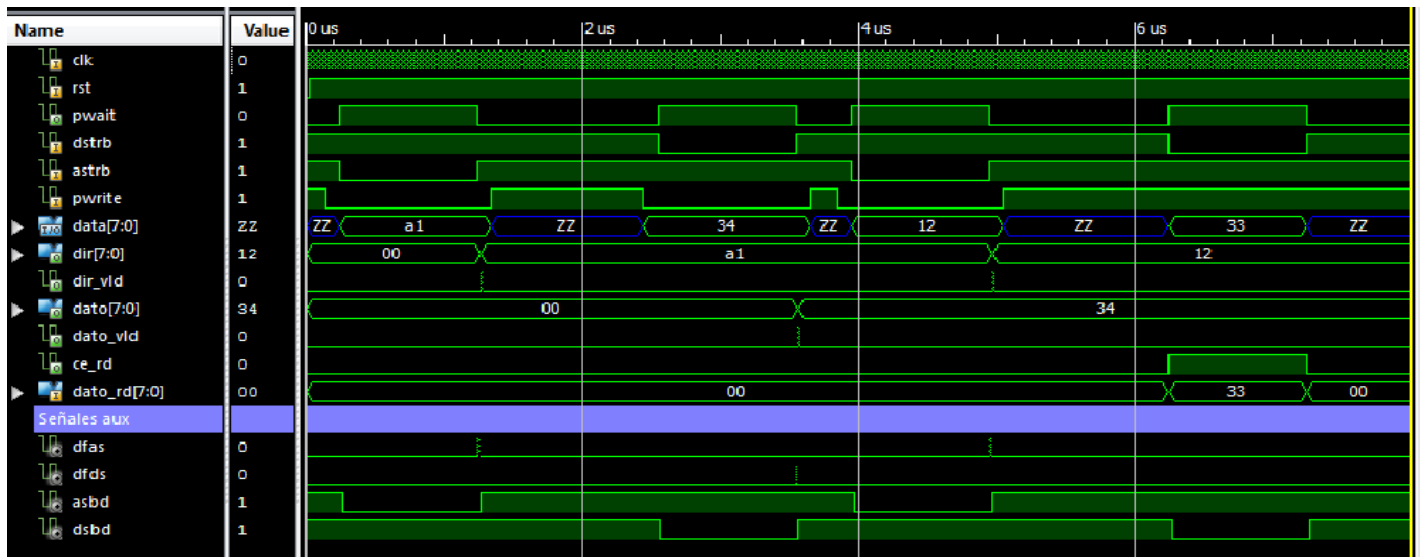 Name Value 0 us 2 us 4 us 6 us
clk 0
rst 1
pwait 0
dstrb 1
astrb 1
pwrite 1
data[7:0] ZZ ZZ a1 ZZ 34 ZZ 12 ZZ 33 ZZ
dir[7:0] 12 00 a1 12
dir_vld 0
dato[7:0] 34 00 34
dato_vld 0
ce_rd 0
dato_rd[7:0] 00 00 33 00
Señales aux
dfas 0
dfds 0
asbd 1
dsbd 1